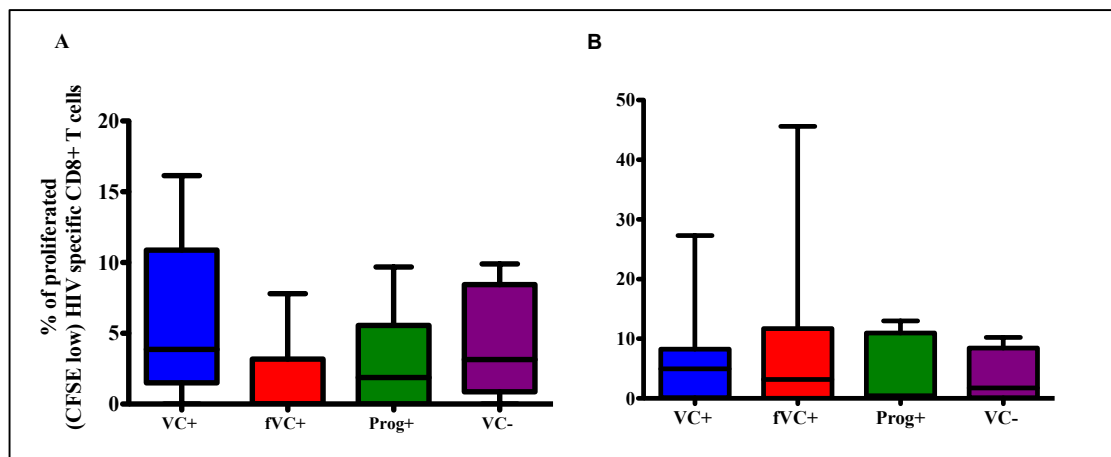 A
B
% of proliferated
(CFSE low) HIV specific CD8+ T cells
20
15
10
5
0
VC+ fVC+ Prog+ VC-
50
40
30
20
10
0
VC+ fVC+ Prog+ VC-